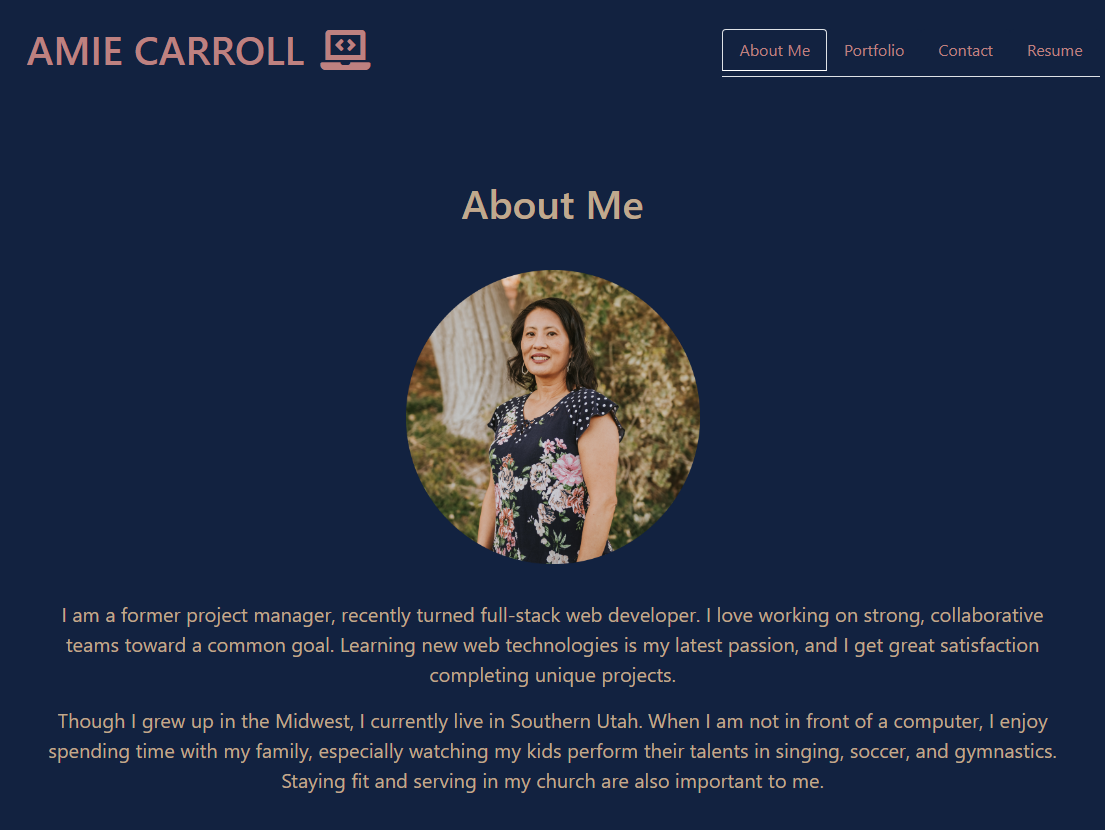 AMIE CARROLL
About Me
Portfolio
Contact
Resume
About Me
I am a former project manager, recently turned full-stack web developer. I love working on strong, collaborative
teams toward a common goal. Learning new web technologies is my latest passion, and I get great satisfaction
completing unique projects.
Though I grew up in the Midwest, I currently live in Southern Utah. When I am not in front of a computer, I enjoy
spending time with my family, especially watching my kids perform their talents in singing, soccer, and gymnastics.
Staying fit and serving in my church are also important to me.